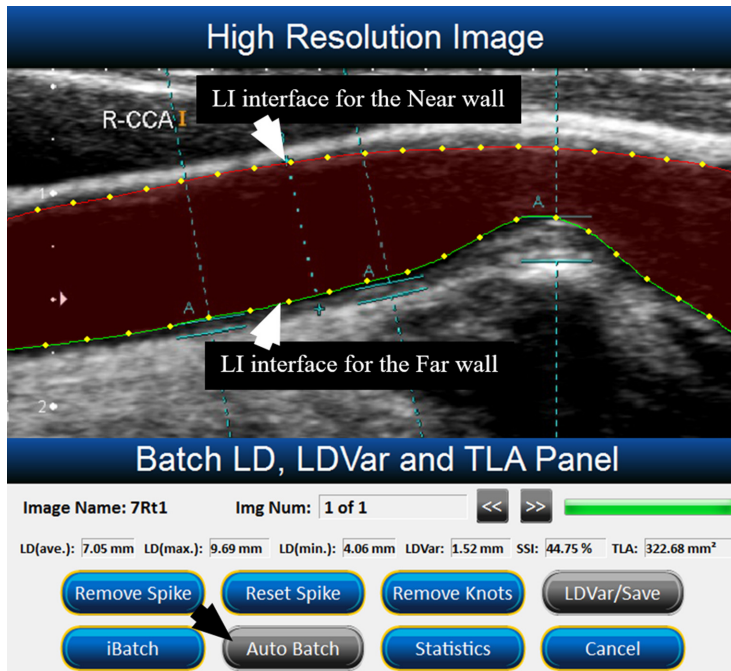 High Resolution Image
LI interface for the Near wall
R-CCA I
1
A
A
A
LI interface for the Far wall
2
Batch LD, LDVar and TLA Panel
Image Name: 7Rt1 Img Num: 1 of 1 << >>
LD(ave.): 7.05 mm LD(max.): 9.69 mm LD(min.): 4.06 mm LDVar: 1.52 mm SSI: 44.75 % TLA: 322.68 mm²
Remove Spike Reset Spike Remove Knots LDVar/Save
iBatch Auto Batch Statistics Cancel